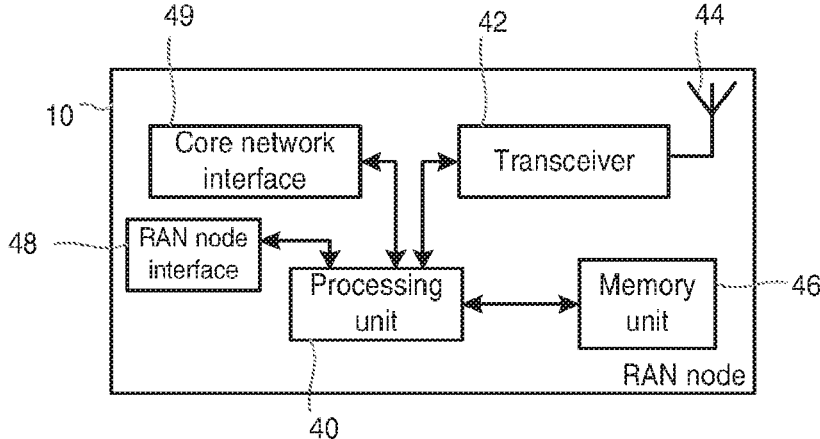 49
42
44
10
Core network
interface
Transceiver
48
RAN node
interface
Processing
unit
Memory
unit
46
RAN node
40